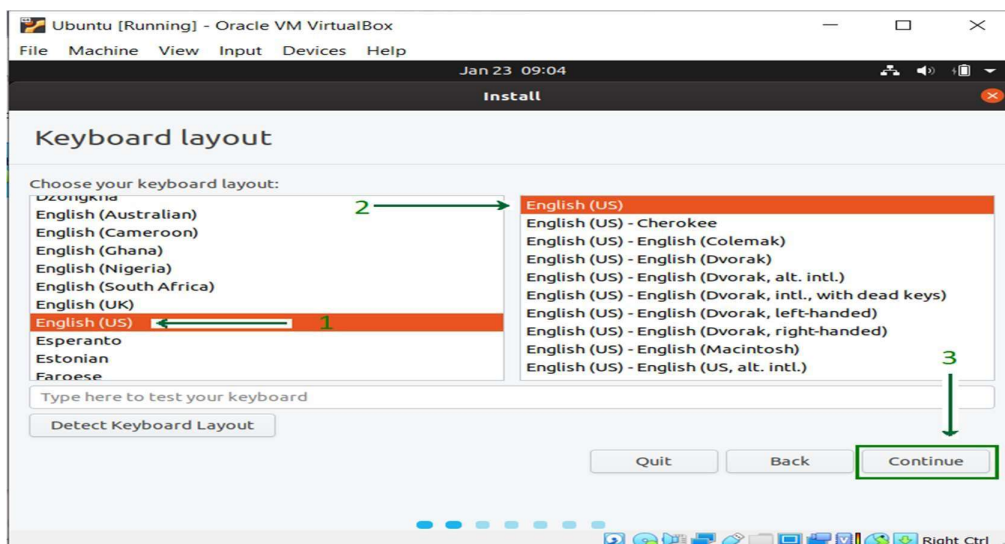 Ubuntu [Running] - Oracle VM VirtualBox
File Machine View Input Devices Help
Jan 23 09:04
Install
Keyboard layout
Choose your keyboard layout:
Dzongkha
English (Australian)
English (Cameroon)
English (Ghana)
English (Nigeria)
English (South Africa)
English (UK)
English (US)
1
Esperanto
Estonian
Faroese
2
English (US)
English (US) - Cherokee
English (US) - English (Colemak)
English (US) - English (Dvorak)
English (US) - English (Dvorak, alt. intl.)
English (US) - English (Dvorak, intl., with dead keys)
English (US) - English (Dvorak, left-handed)
English (US) - English (Dvorak, right-handed)
English (US) - English (Macintosh)
English (US) - English (US, alt. intl.)
3
Type here to test your keyboard
Detect Keyboard Layout
Quit Back Continue
Right Ctrl